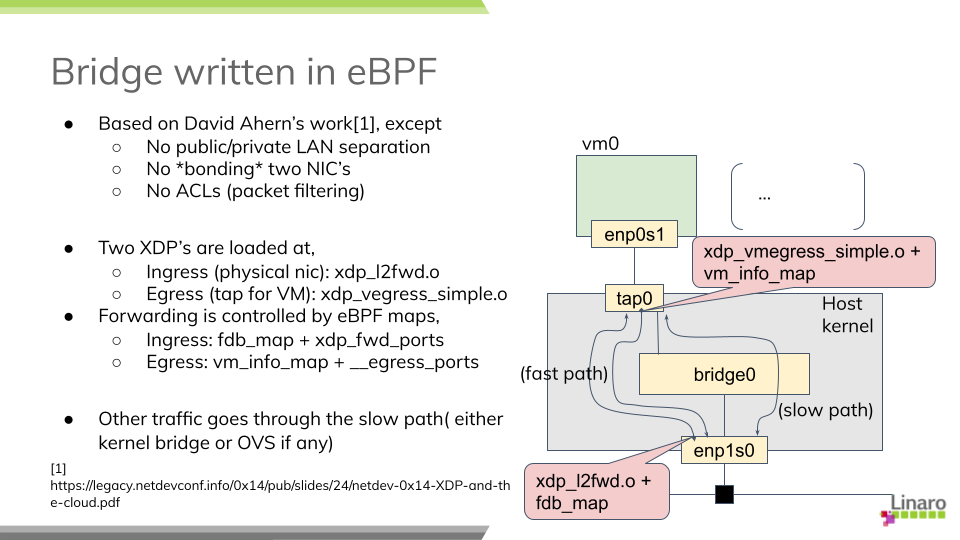 Bridge written in eBPF
● Based on David Ahern's work[1], except
○ No public/private LAN separation
○ No *bonding* two NIC's
○ No ACLs (packet filtering)
● Two XDP's are loaded at,
○ Ingress (physical nic): xdp_l2fwd.o
○ Egress (tap for VM): xdp_vegress_simple.o
● Forwarding is controlled by eBPF maps,
○ Ingress: fdb_map + xdp_fwd_ports
○ Egress: vm_info_map + __egress_ports
● Other traffic goes through the slow path( either
kernel bridge or OVS if any)
[1]
https://legacy.netdevconf.info/0x14/pub/slides/24/netdev-0x14-XDP-and-th
e-cloud.pdf
vm0
...
enp0s1
xdp_vmegress_simple.o +
vm_info_map
tap0
Host
kernel
(fast path)
bridge0
(slow path)
enp1s0
xdp_l2fwd.o +
fdb_map
Linaro